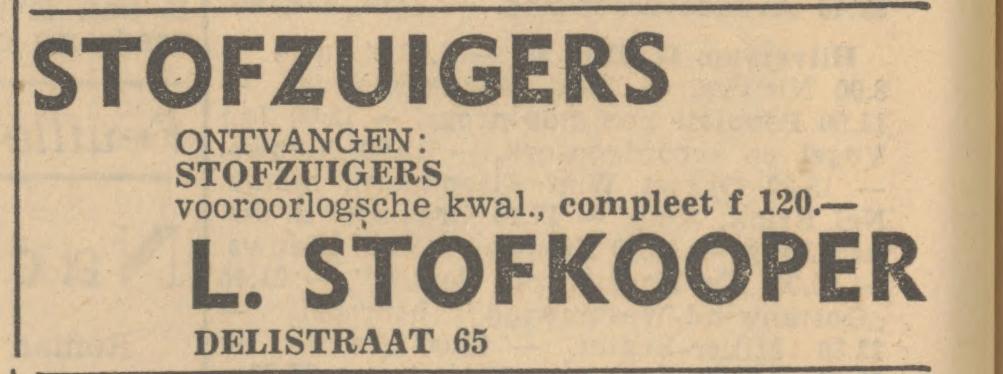 STOFZUIGERS
ONTVANGEN:
STOFZUIGERS
vooroorlogsche kwal., compleet f 120.—
L. STOFKOOPER
DELISTRAAT 65